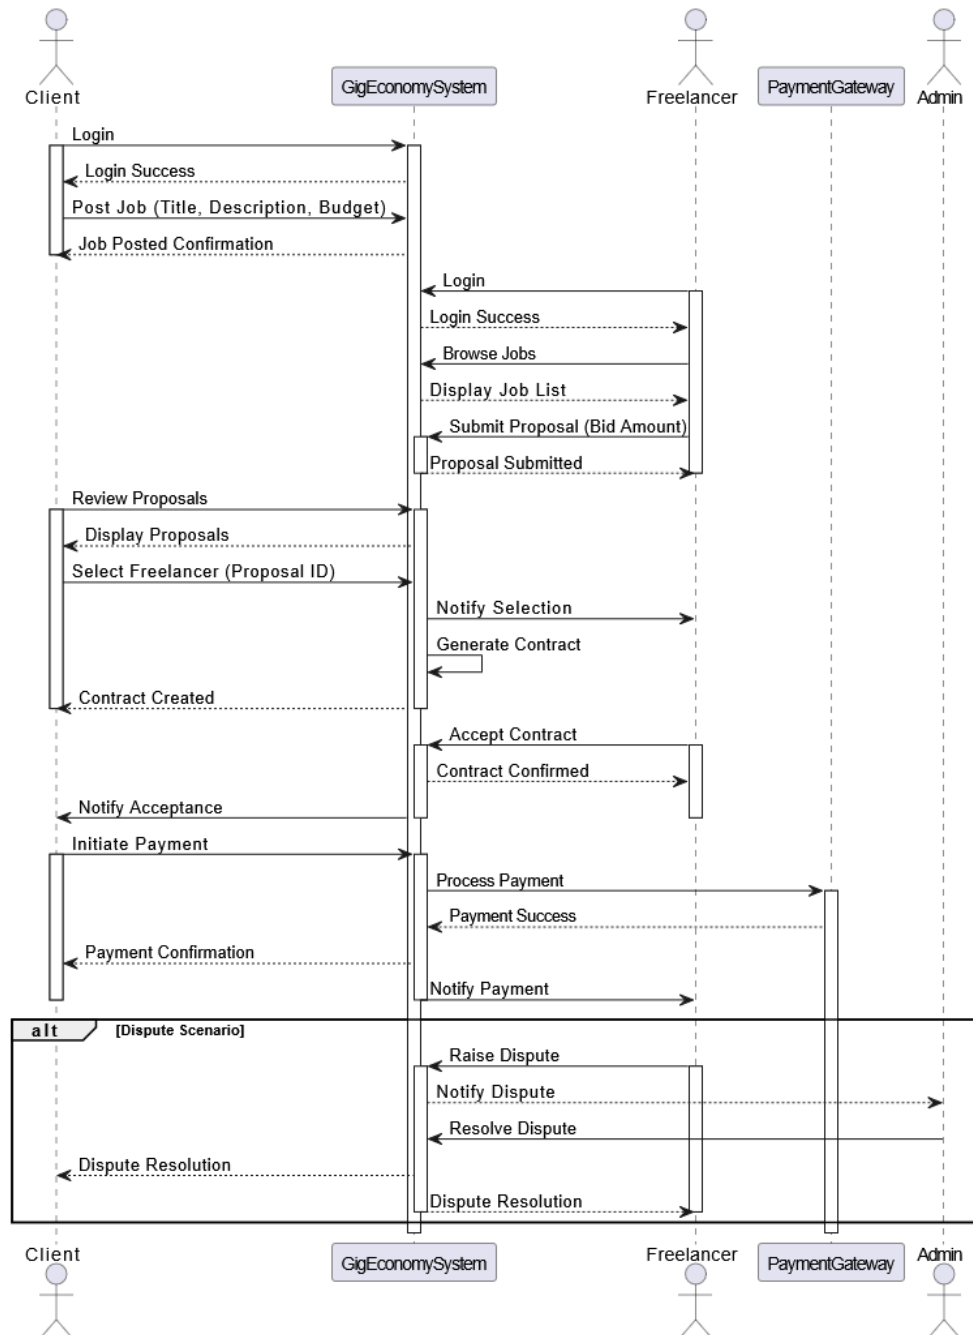 Client
GigEconomySystem
Freelancer
PaymentGateway
Admin
Login
Login Success
Post Job (Title, Description, Budget)
Job Posted Confirmation
Login
Login Success
Browse Jobs
Display Job List
Submit Proposal (Bid Amount)
Proposal Submitted
Review Proposals
Display Proposals
Select Freelancer (Proposal ID)
Notify Selection
Generate Contract
Contract Created
Accept Contract
Contract Confirmed
Notify Acceptance
Initiate Payment
Process Payment
Payment Success
Payment Confirmation
Notify Payment
alt
[Dispute Scenario]
Raise Dispute
Notify Dispute
Resolve Dispute
Dispute Resolution
Dispute Resolution
Client
GigEconomySystem
Freelancer
PaymentGateway
Admin